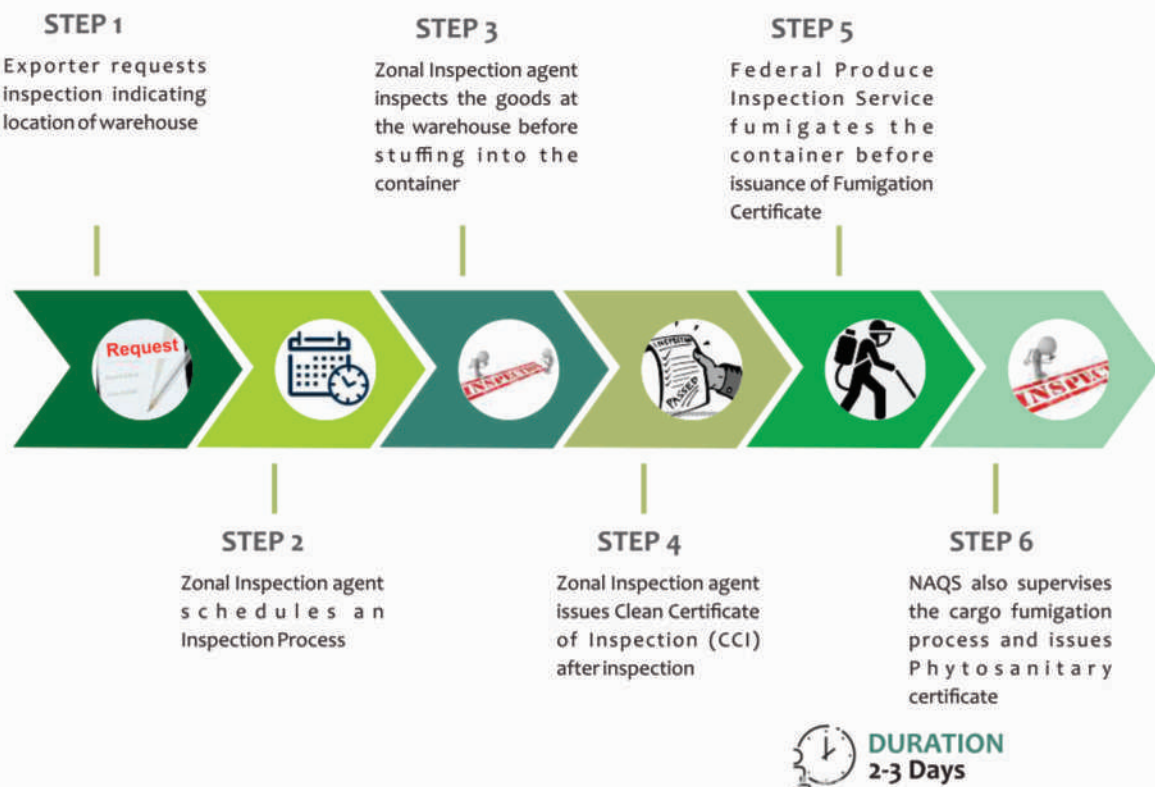 STEP 1
Exporter requests
inspection indicating
location of warehouse
STEP 3
Zonal Inspection agent
inspects the goods at
the warehouse before
stuffing into the
container
STEP 5
Federal Produce
Inspection Service
fumigates the
container before
issuance of Fumigation
Certificate
Request
INSPECT
PASSED
INSPECT
STEP 2
Zonal Inspection agent
schedules an
Inspection Process
STEP 4
Zonal Inspection agent
issues Clean Certificate
of Inspection (CCI)
after inspection
STEP 6
NAQS also supervises
the cargo fumigation
process and issues
Phytosanitary
certificate
DURATION
2-3 Days